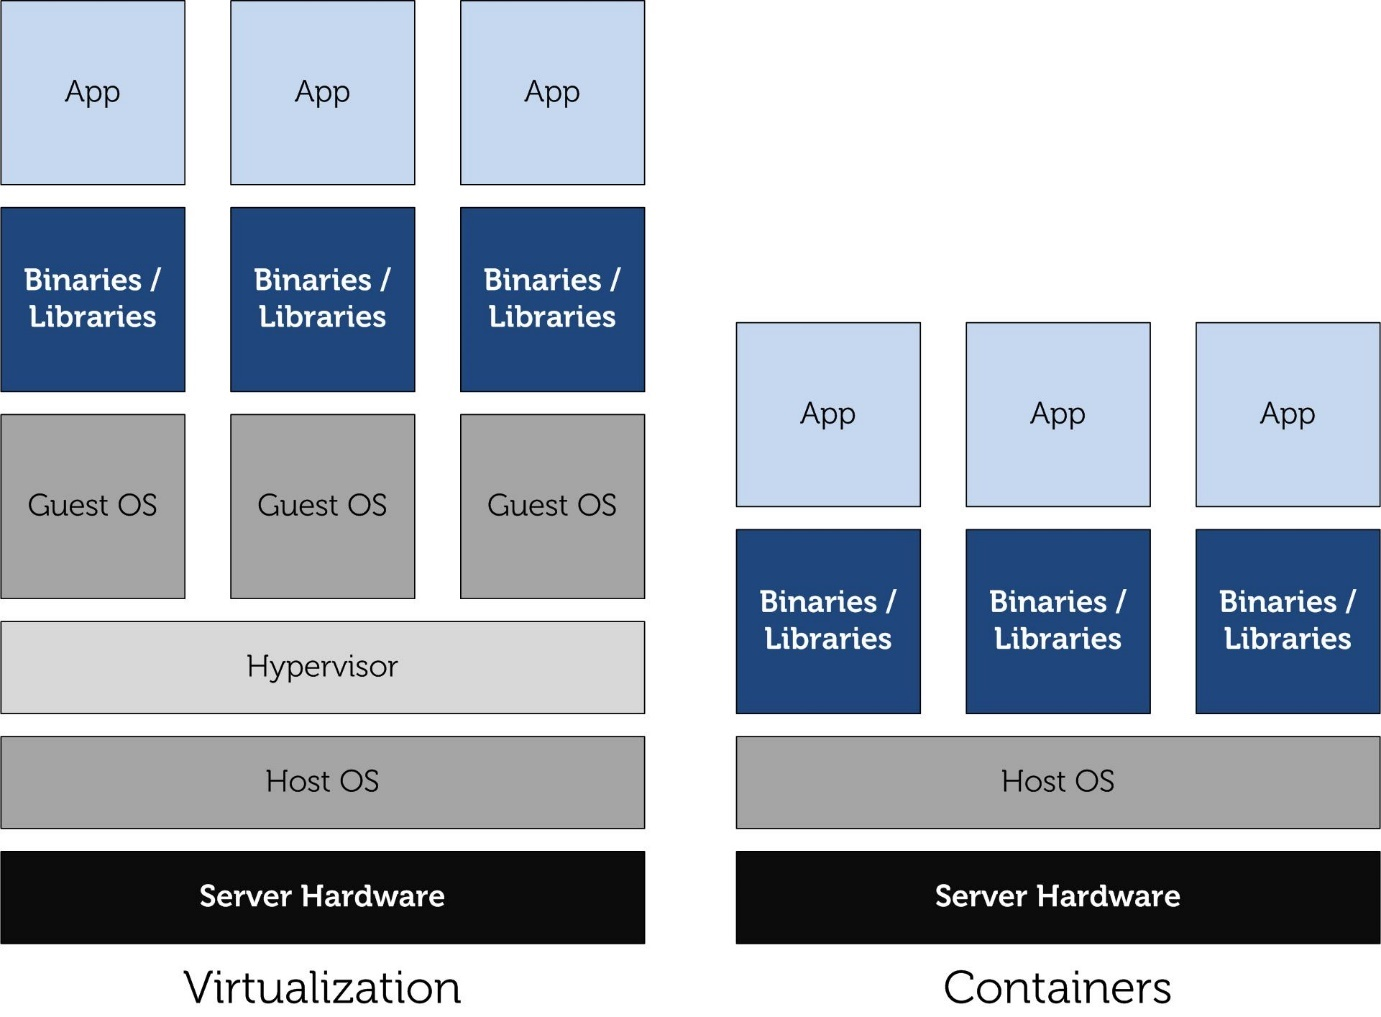 App
App
App
Binaries /
Libraries
Binaries /
Libraries
Binaries /
Libraries
Guest OS
Guest OS
Guest OS
Hypervisor
Host OS
Server Hardware
Virtualization
App
App
App
Binaries /
Libraries
Binaries /
Libraries
Binaries /
Libraries
Host OS
Server Hardware
Containers